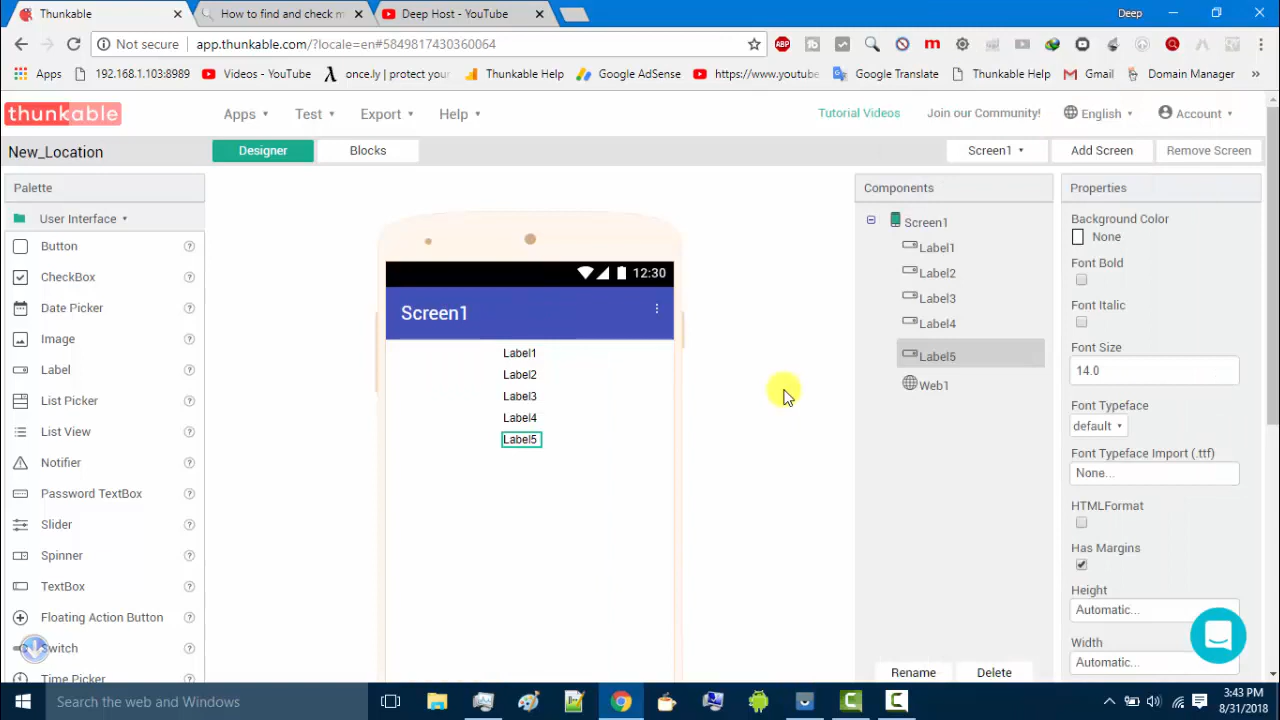 Thunkable
How to find and check m
Deep Host - YouTube
Deep
Not secure
app.thunkable.com/?locale=en#5849817430360064
ABP
m
Apps
192.168.1.103:8983
Videos - YouTube
once.ly | protect your
Thunkable Help
Google AdSense
https://www.youtube
Google Translate
Thunkable Help
Gmail
Domain Manager
»
thunkable
Apps
Test
Export
Help
Tutorial Videos
Join our Community!
English
Account
New_Location
Designer
Blocks
Screen1
Add Screen
Remove Screen
Palette
User Interface
Button
CheckBox
Date Picker
Image
Label
List Picker
List View
Notifier
Password TextBox
Slider
Spinner
TextBox
Floating Action Button
Switch
Time Picker
12:30
Screen1
Label1
Label2
Label3
Label4
Label5
Components
Screen1
Label1
Label2
Label3
Label4
Label5
Web1
Rename
Delete
Properties
Background Color
None
Font Bold
Font Italic
Font Size
14.0
Font Typeface
default
Font Typeface Import (.ttf)
None...
HTMLFormat
Has Margins
Height
Automatic...
Width
Automatic...
Search the web and Windows
3:43 PM
8/31/2018